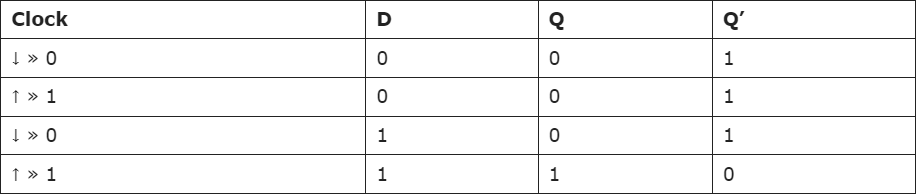 Clock D Q Q′
↓ » 0 0 0 1
↑ » 1 0 0 1
↓ » 0 1 0 1
↑ » 1 1 1 0